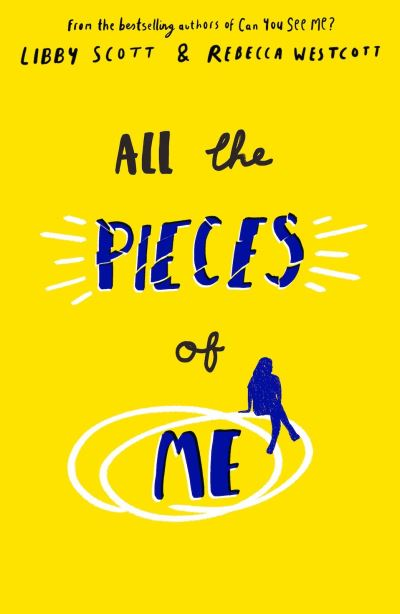 From the bestselling authors of Can You See Me?
LIBBY SCOTT & REBECCA WESTCOTT
ALL the
PIECES
of
ME